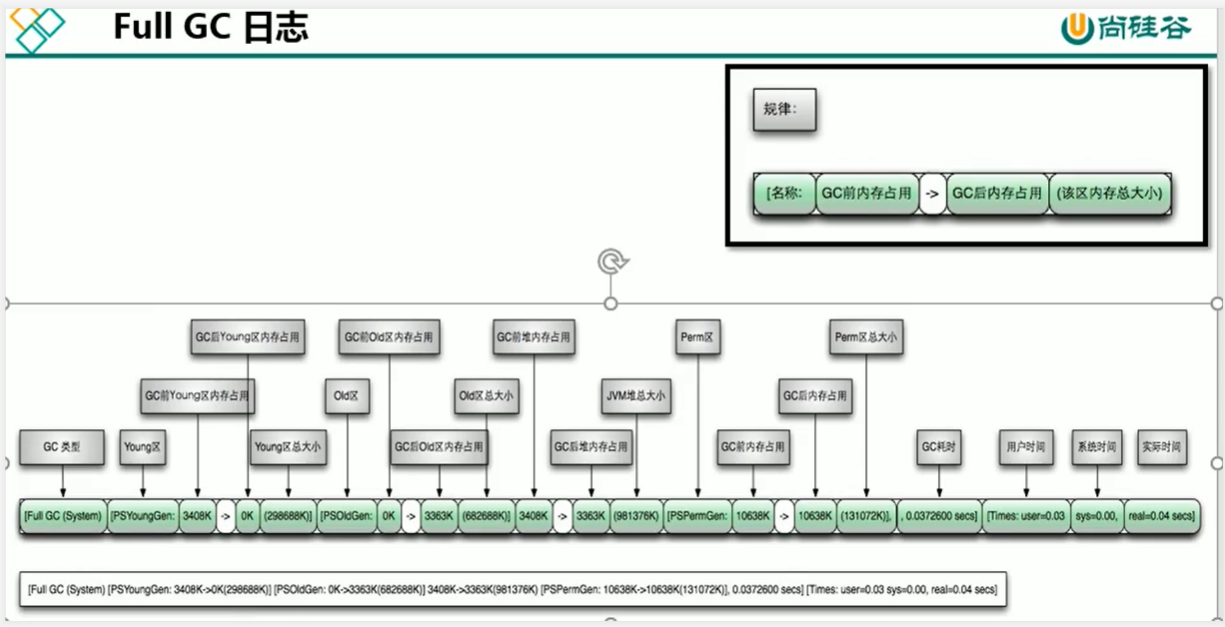 Full GC 日志
尚硅谷
规律:
[名称: GC前内存占用 -> GC后内存占用 (该区内存总大小)
GC后Young区内存占用 GC前Old区内存占用 GC前堆内存占用 Perm区 Perm区总大小
GC前Young区内存占用 Old区 Old区总大小 JVM堆总大小 GC后内存占用
GC 类型 Young区 Young区总大小 GC后Old区内存占用 GC后堆内存占用 GC前内存占用 GC耗时 用户时间 系统时间 实际时间
[Full GC (System) [PSYoungGen: 3408K -> 0K (298688K)] [PSOldGen: 0K -> 3363K (682688K)] 3408K -> 3363K (981376K) [PSPermGen: 10638K -> 10638K (131072K)], , 0.0372600 secs] [Times: user=0.03 sys=0.00, real=0.04 secs]
[Full GC (System) [PSYoungGen: 3408K->0K(298688K)] [PSOldGen: 0K->3363K(682688K)] 3408K->3363K(981376K) [PSPermGen: 10638K->10638K(131072K)], 0.0372600 secs] [Times: user=0.03 sys=0.00, real=0.04 secs]